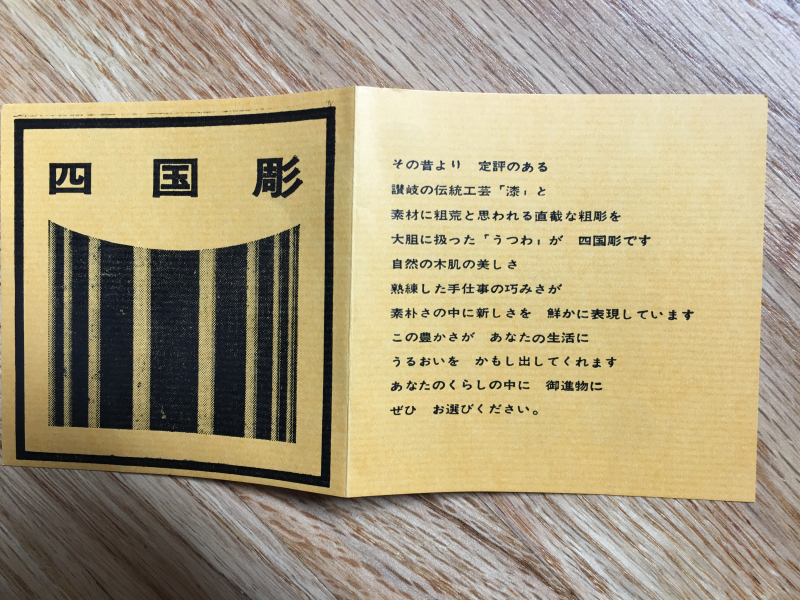 四国彫
その昔より　定評のある
讃岐の伝統工芸「漆」と
素材に粗荒と思われる直截な粗彫を
大胆に扱った「うつわ」が　四国彫です
自然の木肌の美しさ
熟練した手仕事の巧みさが
素朴さの中に新しさを　鮮かに表現しています
この豊かさが　あなたの生活に
うるおいを　かもし出してくれます
あなたのくらしの中に　御進物に
ぜひ　お選びください。